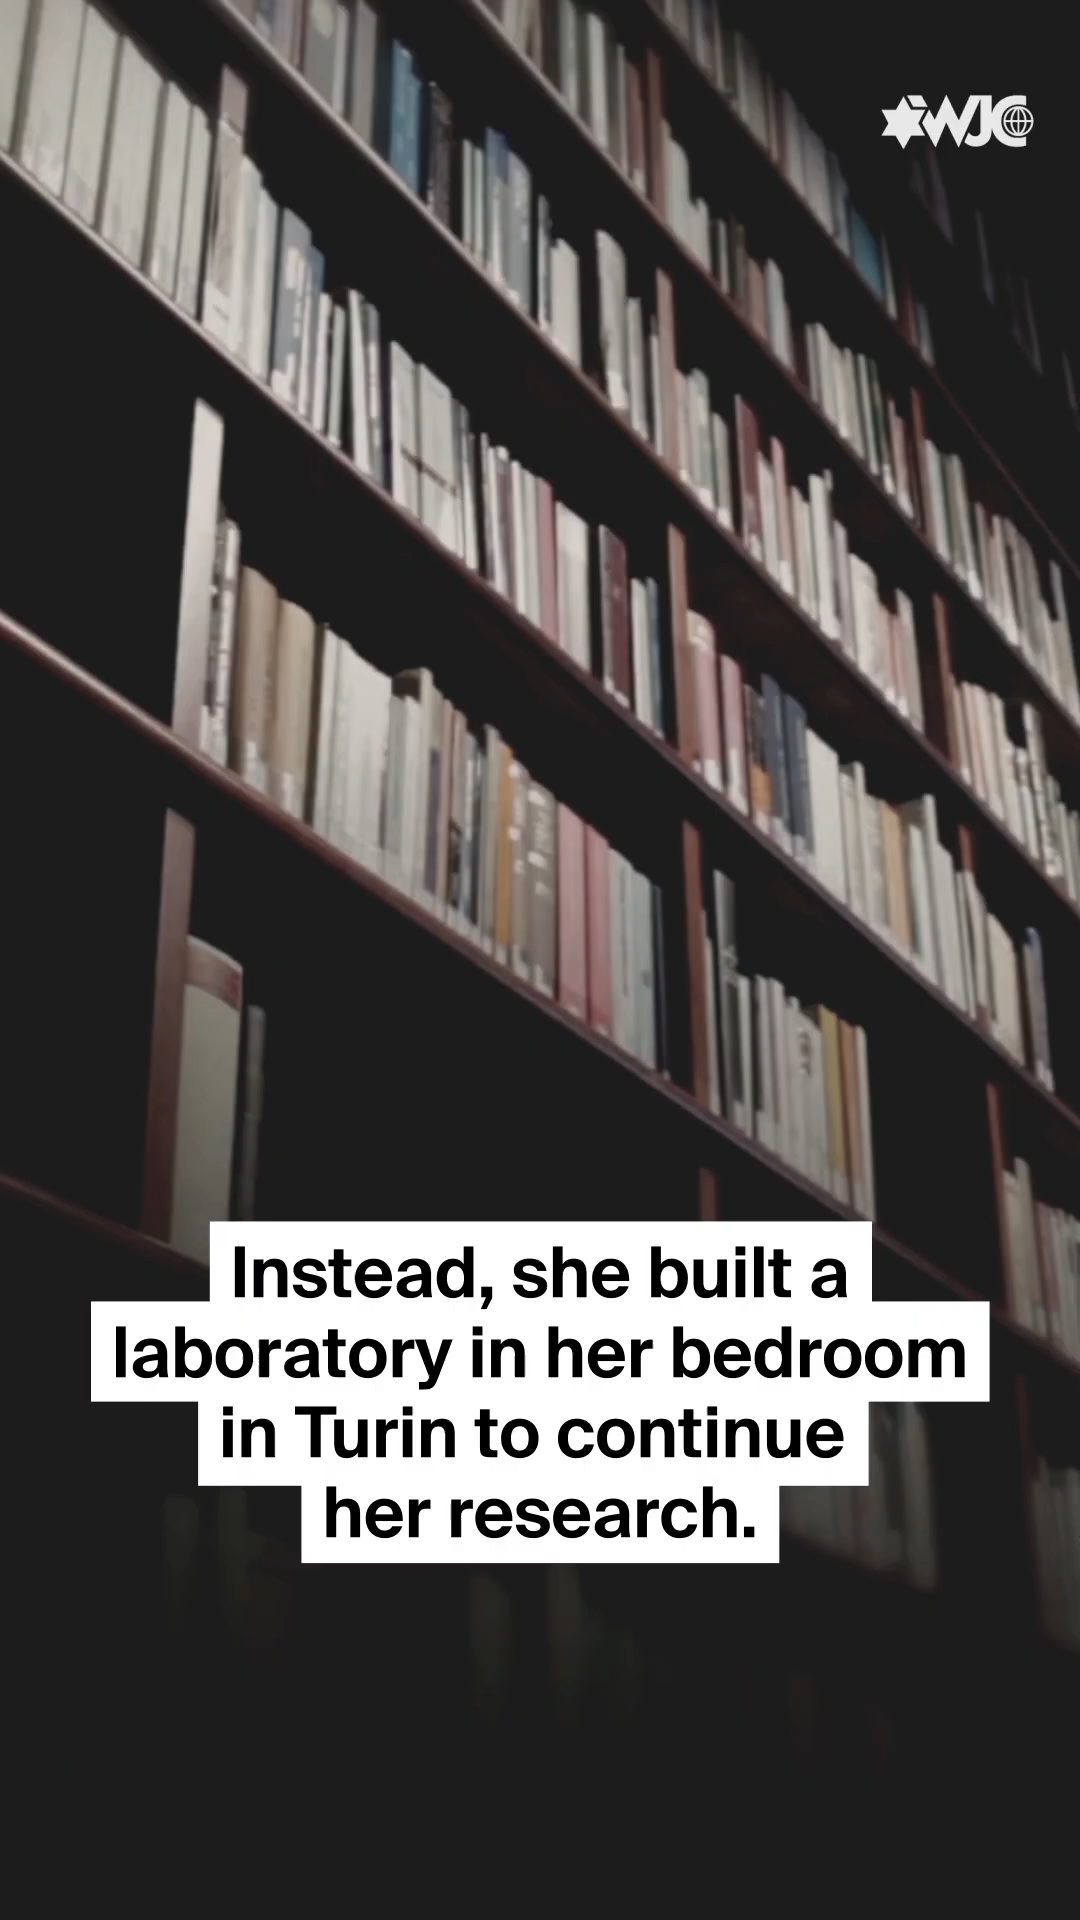 WJC
Instead, she built a
laboratory in her bedroom
in Turin to continue
her research.